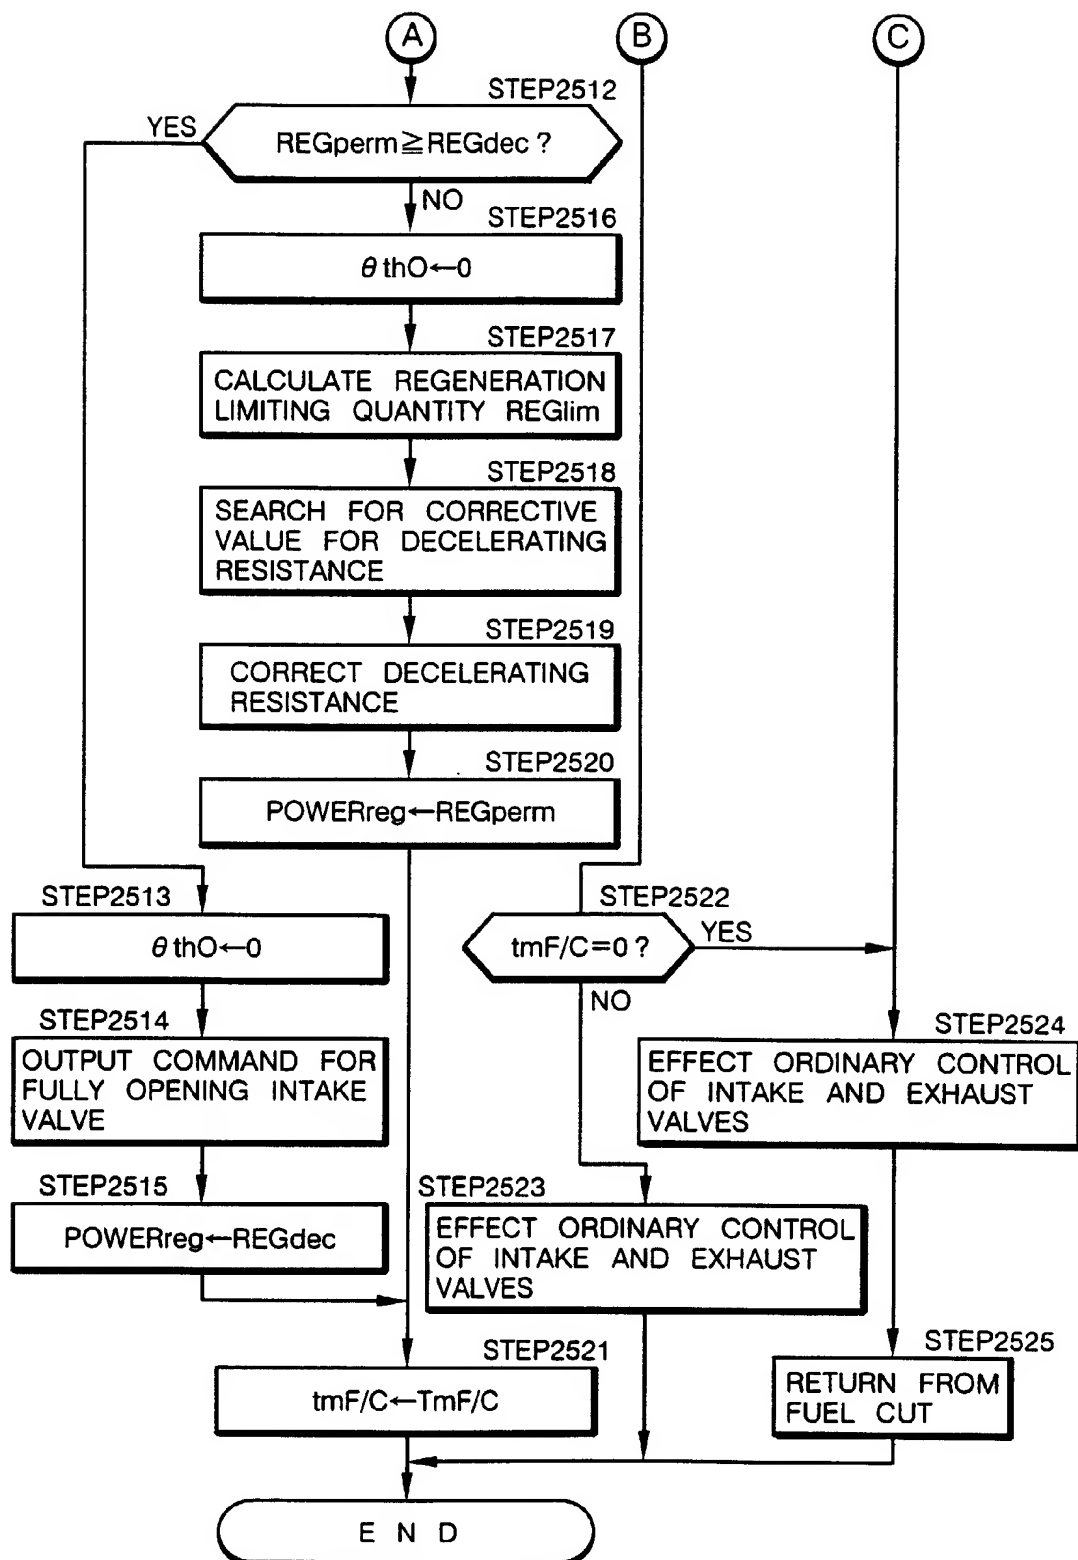 A
B
C
STEP2512
YES
REGperm≧REGdec ?
NO
STEP2516
θ thO←0
STEP2517
CALCULATE REGENERATION
LIMITING QUANTITY REGlim
STEP2518
SEARCH FOR CORRECTIVE
VALUE FOR DECELERATING
RESISTANCE
STEP2519
CORRECT DECELERATING
RESISTANCE
STEP2520
POWERreg←REGperm
STEP2513
θ thO←0
STEP2514
OUTPUT COMMAND FOR
FULLY OPENING INTAKE
VALVE
STEP2515
POWERreg←REGdec
STEP2522
tmF/C=0 ?
YES
NO
STEP2524
EFFECT ORDINARY CONTROL
OF INTAKE AND EXHAUST
VALVES
STEP2523
EFFECT ORDINARY CONTROL
OF INTAKE AND EXHAUST
VALVES
STEP2525
RETURN FROM
FUEL CUT
STEP2521
tmF/C←TmF/C
E N D